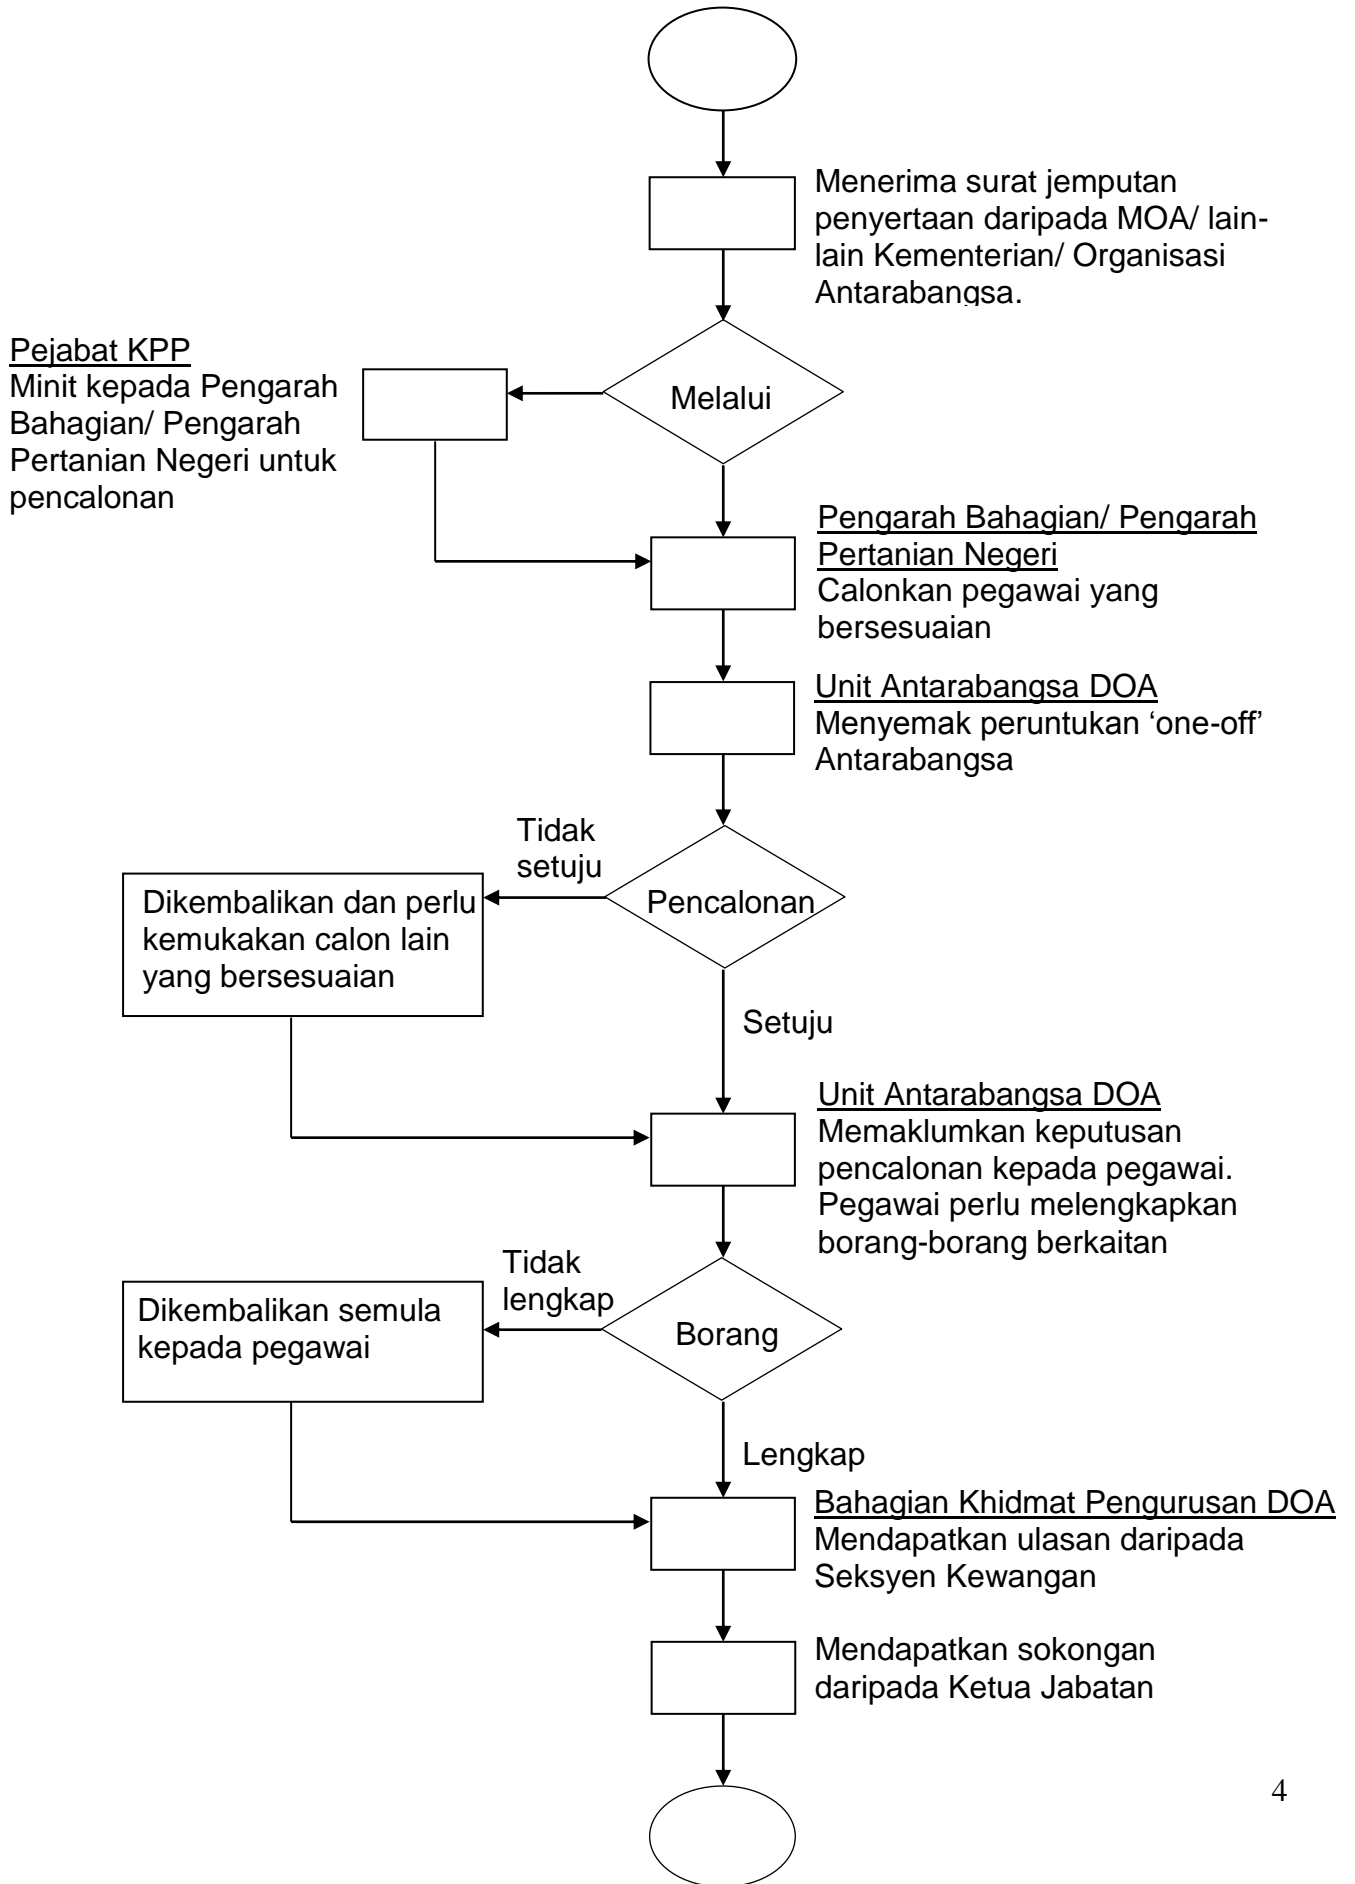 Menerima surat jemputan
penyertaan daripada MOA/ lain-
lain Kementerian/ Organisasi
Antarabangsa.
Melalui
Pejabat KPP
Minit kepada Pengarah
Bahagian/ Pengarah
Pertanian Negeri untuk
pencalonan
Pengarah Bahagian/ Pengarah
Pertanian Negeri
Calonkan pegawai yang
bersesuaian
Unit Antarabangsa DOA
Menyemak peruntukan ‘one-off’
Antarabangsa
Tidak
setuju
Pencalonan
Dikembalikan dan perlu
kemukakan calon lain
yang bersesuaian
Setuju
Unit Antarabangsa DOA
Memaklumkan keputusan
pencalonan kepada pegawai.
Pegawai perlu melengkapkan
borang-borang berkaitan
Tidak
lengkap
Borang
Dikembalikan semula
kepada pegawai
Lengkap
Bahagian Khidmat Pengurusan DOA
Mendapatkan ulasan daripada
Seksyen Kewangan
Mendapatkan sokongan
daripada Ketua Jabatan
4